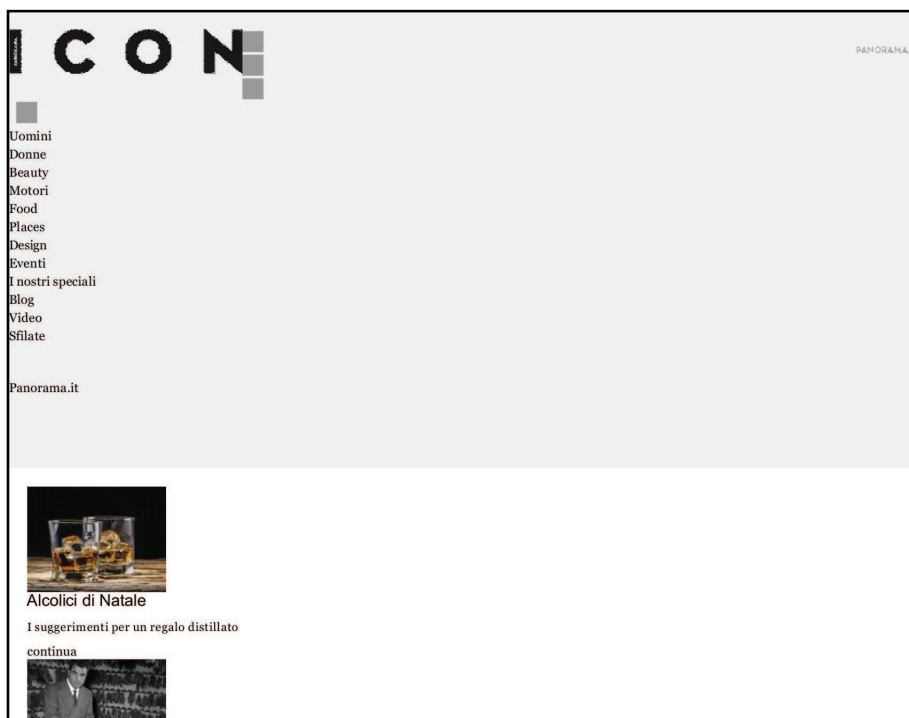 ICON
PANORAMA.
Uomini
Donne
Beauty
Motori
Food
Places
Design
Eventi
I nostri speciali
Blog
Video
Sfilate
Panorama.it
Alcolici di Natale
I suggerimenti per un regalo distillato
continua